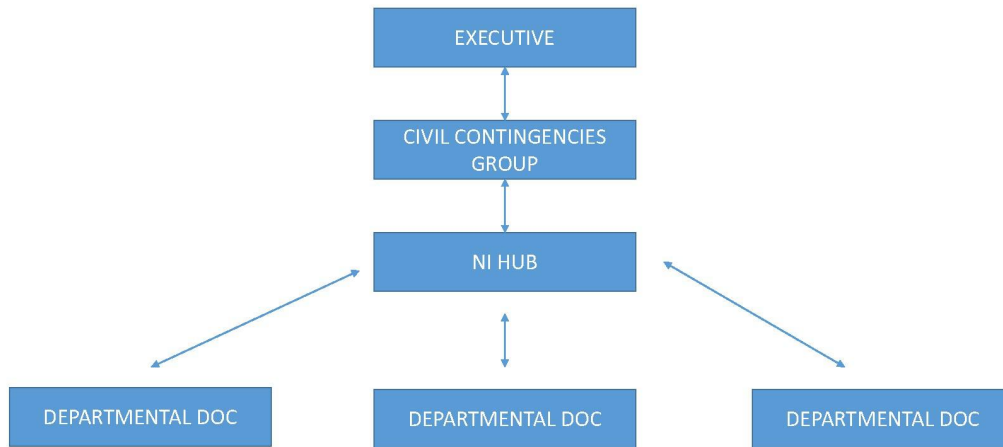 EXECUTIVE
CIVIL CONTINGENCIES
GROUP
NI HUB
DEPARTMENTAL DOC
DEPARTMENTAL DOC
DEPARTMENTAL DOC